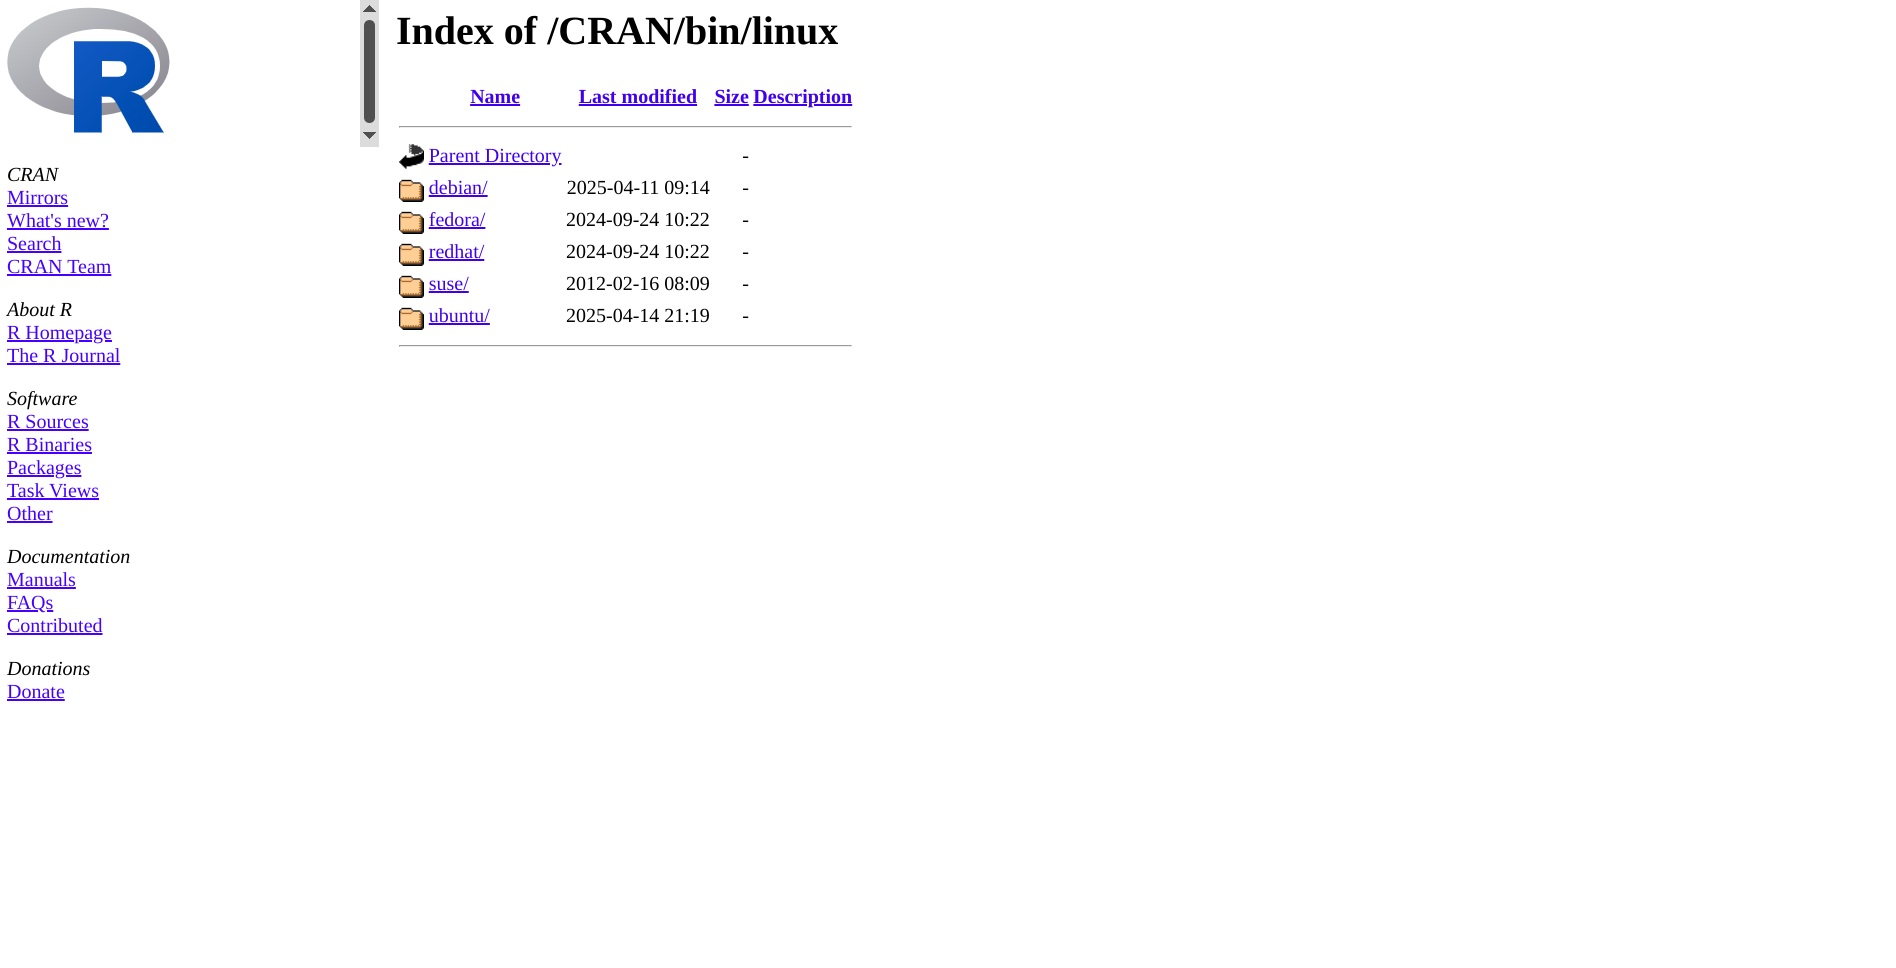 R
CRAN
Mirrors
What's new?
Search
CRAN Team
About R
R Homepage
The R Journal
Software
R Sources
R Binaries
Packages
Task Views
Other
Documentation
Manuals
FAQs
Contributed
Donations
Donate
Index of /CRAN/bin/linux
Name Last modified Size Description
Parent Directory -
debian/ 2025-04-11 09:14 -
fedora/ 2024-09-24 10:22 -
redhat/ 2024-09-24 10:22 -
suse/ 2012-02-16 08:09 -
ubuntu/ 2025-04-14 21:19 -